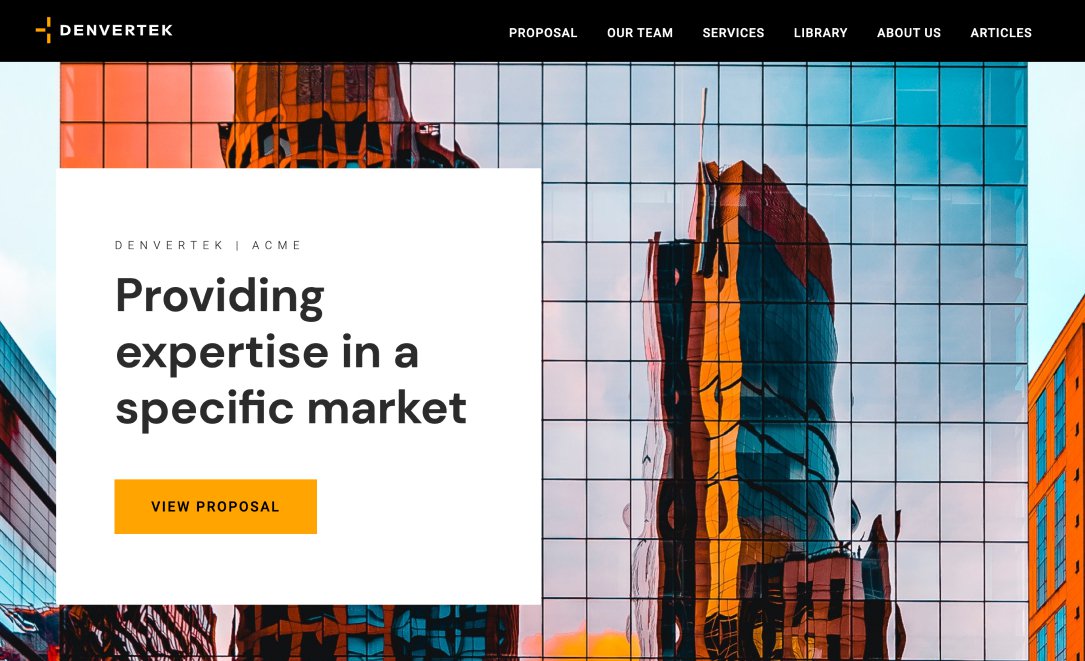 DENVERTEK
PROPOSAL OUR TEAM SERVICES LIBRARY ABOUT US ARTICLES
DENVERTEK | ACME
Providing
expertise in a
specific market
VIEW PROPOSAL